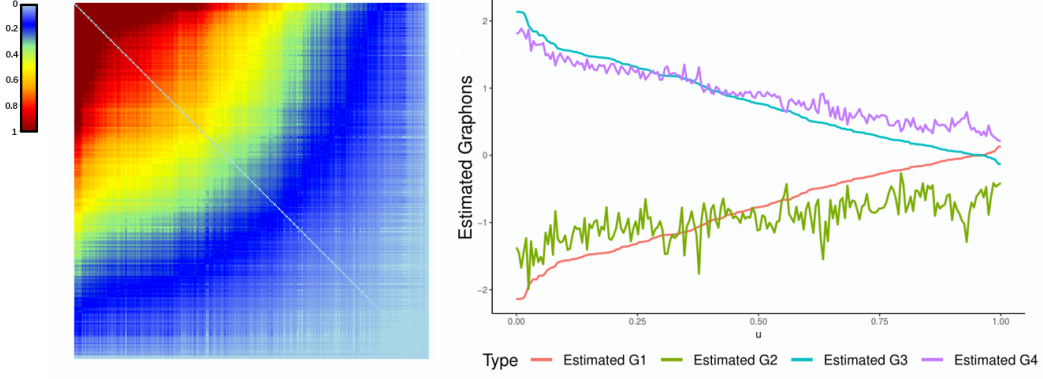 0
0.2
0.4
0.6
0.8
1
Estimated Graphons
2
1
0
−1
−2
0.00 0.25 0.50 0.75 1.00
u
Type Estimated G1 Estimated G2 Estimated G3 Estimated G4